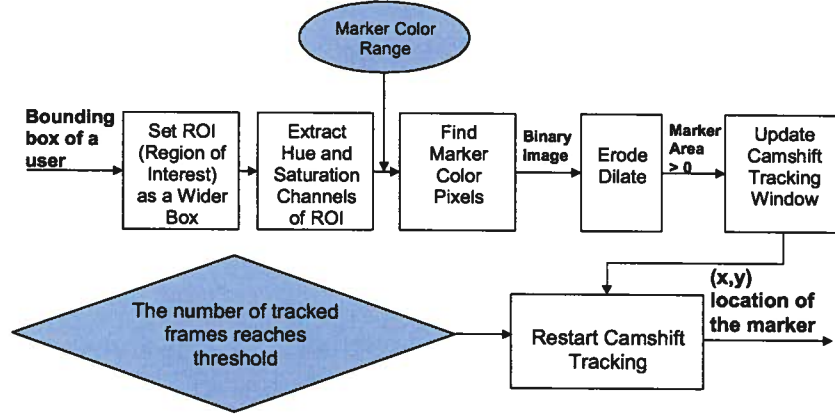 Marker Color
Range
Bounding
box of a
user
Set ROI
(Region of
Interest)
as a Wider
Box
Extract
Hue and
Saturation
Channels
of ROI
Find
Marker
Color
Pixels
Binary
Image
Erode
Dilate
Marker
Area
> 0
Update
Camshift
Tracking
Window
The number of tracked
frames reaches
threshold
Restart Camshift
Tracking
(x,y)
location of
the marker